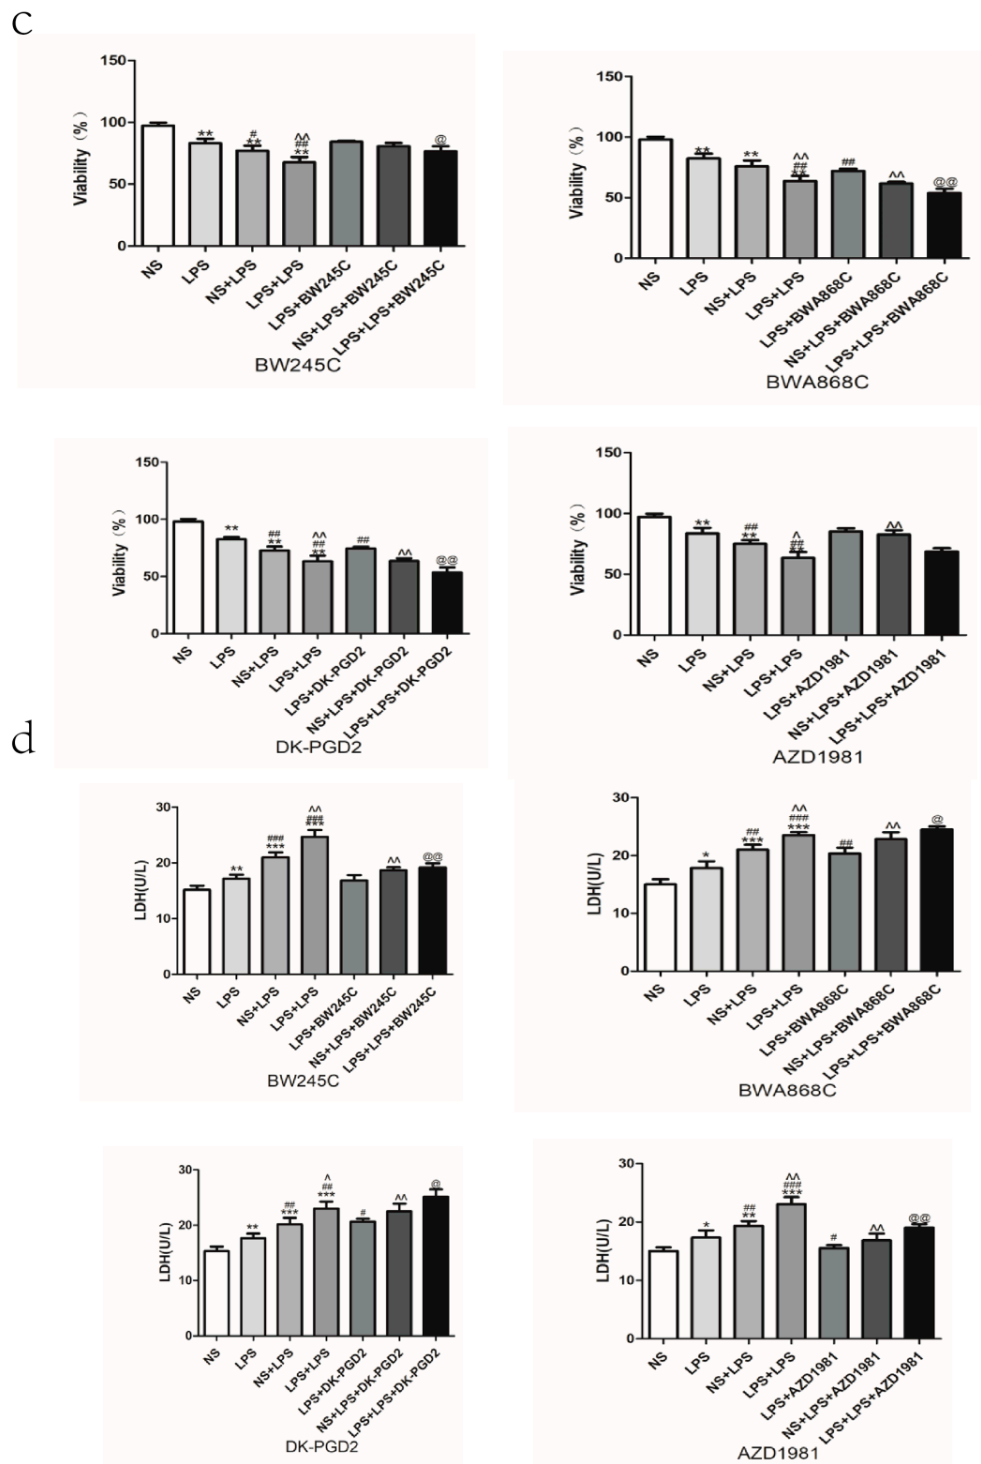 c
150
100
50
0
Viability (%)
**
#
**
^^
##
**
@
NS
LPS
NS+LPS
LPS+LPS
LPS+BW245C
NS+LPS+BW245C
LPS+LPS+BW245C
BW245C
150
100
50
0
Viability (%)
**
**
^^
##
**
##
^^
@@
NS
LPS
NS+LPS
LPS+LPS
LPS+BWA868C
NS+LPS+BWA868C
LPS+LPS+BWA868C
BWA868C
150
100
50
0
Viability (%)
**
##
**
^^
##
**
##
^^
@@
NS
LPS
NS+LPS
LPS+LPS
LPS+DK-PGD2
NS+LPS+DK-PGD2
LPS+LPS+DK-PGD2
DK-PGD2
150
100
50
0
Viability (%)
**
##
**
^
##
**
^^
NS
LPS
NS+LPS
LPS+LPS
LPS+AZD1981
NS+LPS+AZD1981
LPS+LPS+AZD1981
AZD1981
d
30
20
10
0
LDH(U/L)
**
###
***
^^
###
***
^^
@@
NS
LPS
NS+LPS
LPS+LPS
LPS+BW245C
NS+LPS+BW245C
LPS+LPS+BW245C
BW245C
30
20
10
0
LDH(U/L)
*
##
***
^^
###
***
##
^^
@
NS
LPS
NS+LPS
LPS+LPS
LPS+BWA868C
NS+LPS+BWA868C
LPS+LPS+BWA868C
BWA868C
30
20
10
0
LDH(U/L)
**
##
***
^
##
***
#
^^
@
NS
LPS
NS+LPS
LPS+LPS
LPS+DK-PGD2
NS+LPS+DK-PGD2
LPS+LPS+DK-PGD2
DK-PGD2
30
20
10
0
LDH(U/L)
*
##
**
^^
###
***
#
^^
@@
NS
LPS
NS+LPS
LPS+LPS
LPS+AZD1981
NS+LPS+AZD1981
LPS+LPS+AZD1981
AZD1981